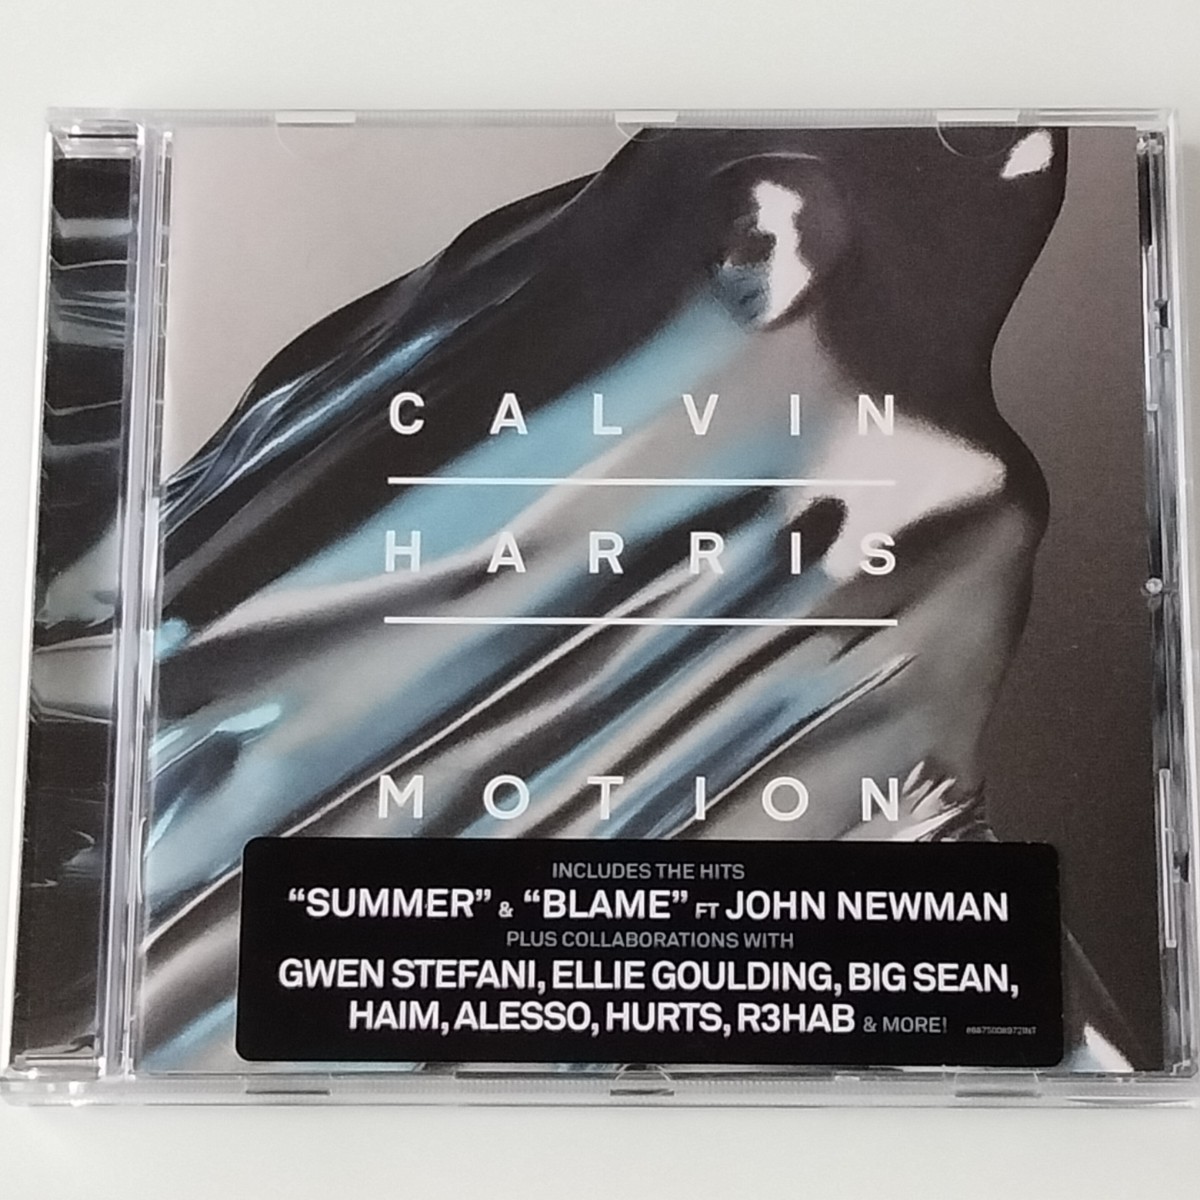 CALVIN
HARRIS
MOTION
INCLUDES THE HITS
“SUMMER” & “BLAME” FT JOHN NEWMAN
PLUS COLLABORATIONS WITH
GWEN STEFANI, ELLIE GOULDING, BIG SEAN,
HAIM, ALESSO, HURTS, R3HAB & MORE!